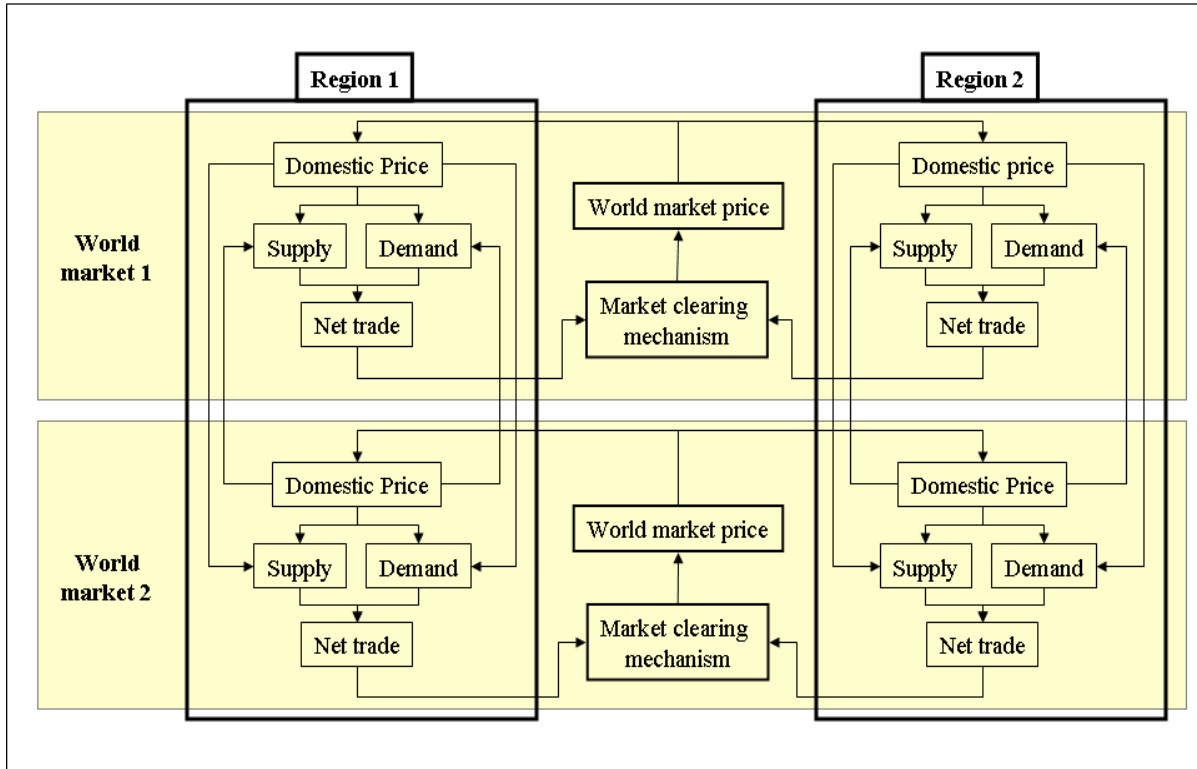 Region 1
Region 2
World
market 1
Domestic Price
Supply
Demand
Net trade
World market price
Market clearing
mechanism
Domestic price
Supply
Demand
Net trade
World
market 2
Domestic Price
Supply
Demand
Net trade
World market price
Market clearing
mechanism
Domestic Price
Supply
Demand
Net trade